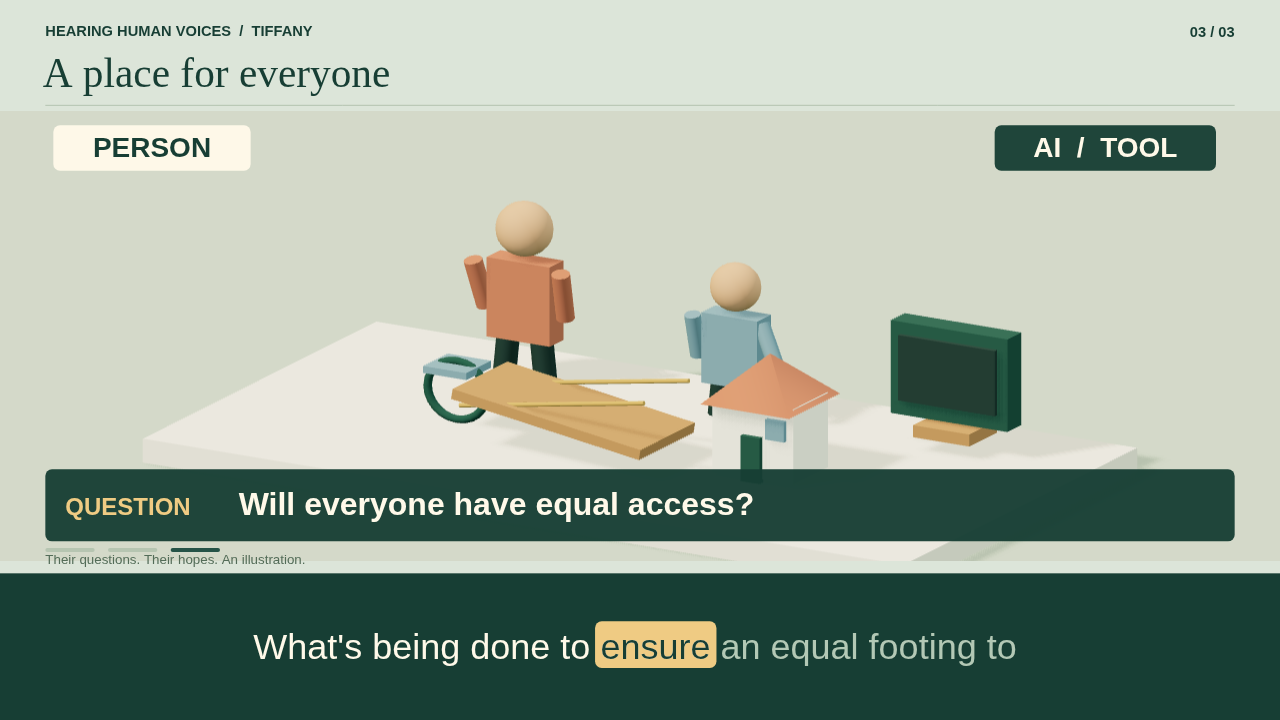 HEARING HUMAN VOICES / TIFFANY
03 / 03
A place for everyone
PERSON
AI / TOOL
QUESTION Will everyone have equal access?
Their questions. Their hopes. An illustration.
What's being done to ensure an equal footing to